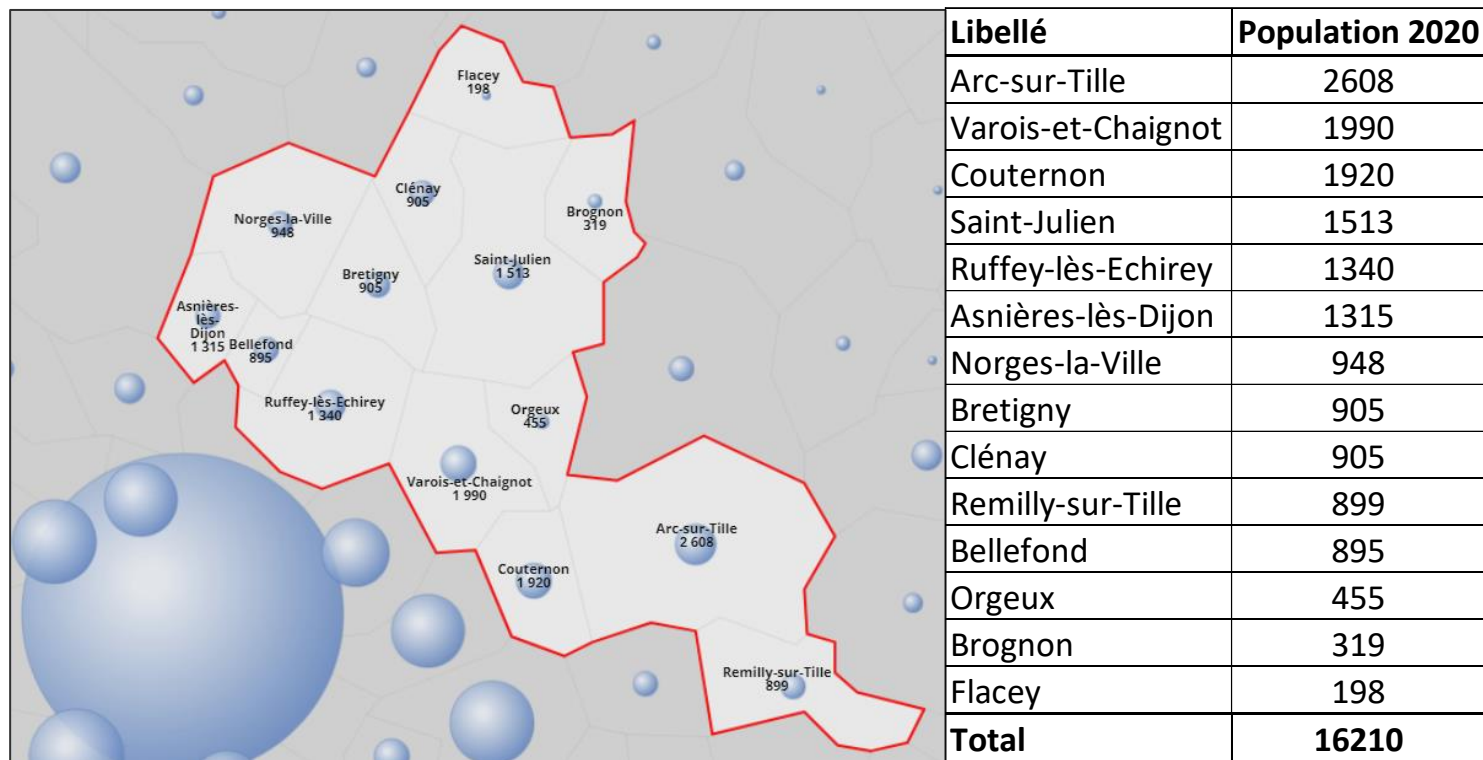 Flacey
198
Clénay
905
Brognon
319
Norges-la-Ville
948
Saint-Julien
1 513
Bretigny
905
Asnières-
lès-
Dijon
1 315
Bellefond
895
Ruffey-lès-Echirey
1 340
Orgeux
455
Varois-et-Chaignot
1 990
Arc-sur-Tille
2 608
Couternon
1 920
Remilly-sur-Tille
899
Libellé Population 2020
Arc-sur-Tille 2608
Varois-et-Chaignot 1990
Couternon 1920
Saint-Julien 1513
Ruffey-lès-Echirey 1340
Asnières-lès-Dijon 1315
Norges-la-Ville 948
Bretigny 905
Clénay 905
Remilly-sur-Tille 899
Bellefond 895
Orgeux 455
Brognon 319
Flacey 198
Total 16210